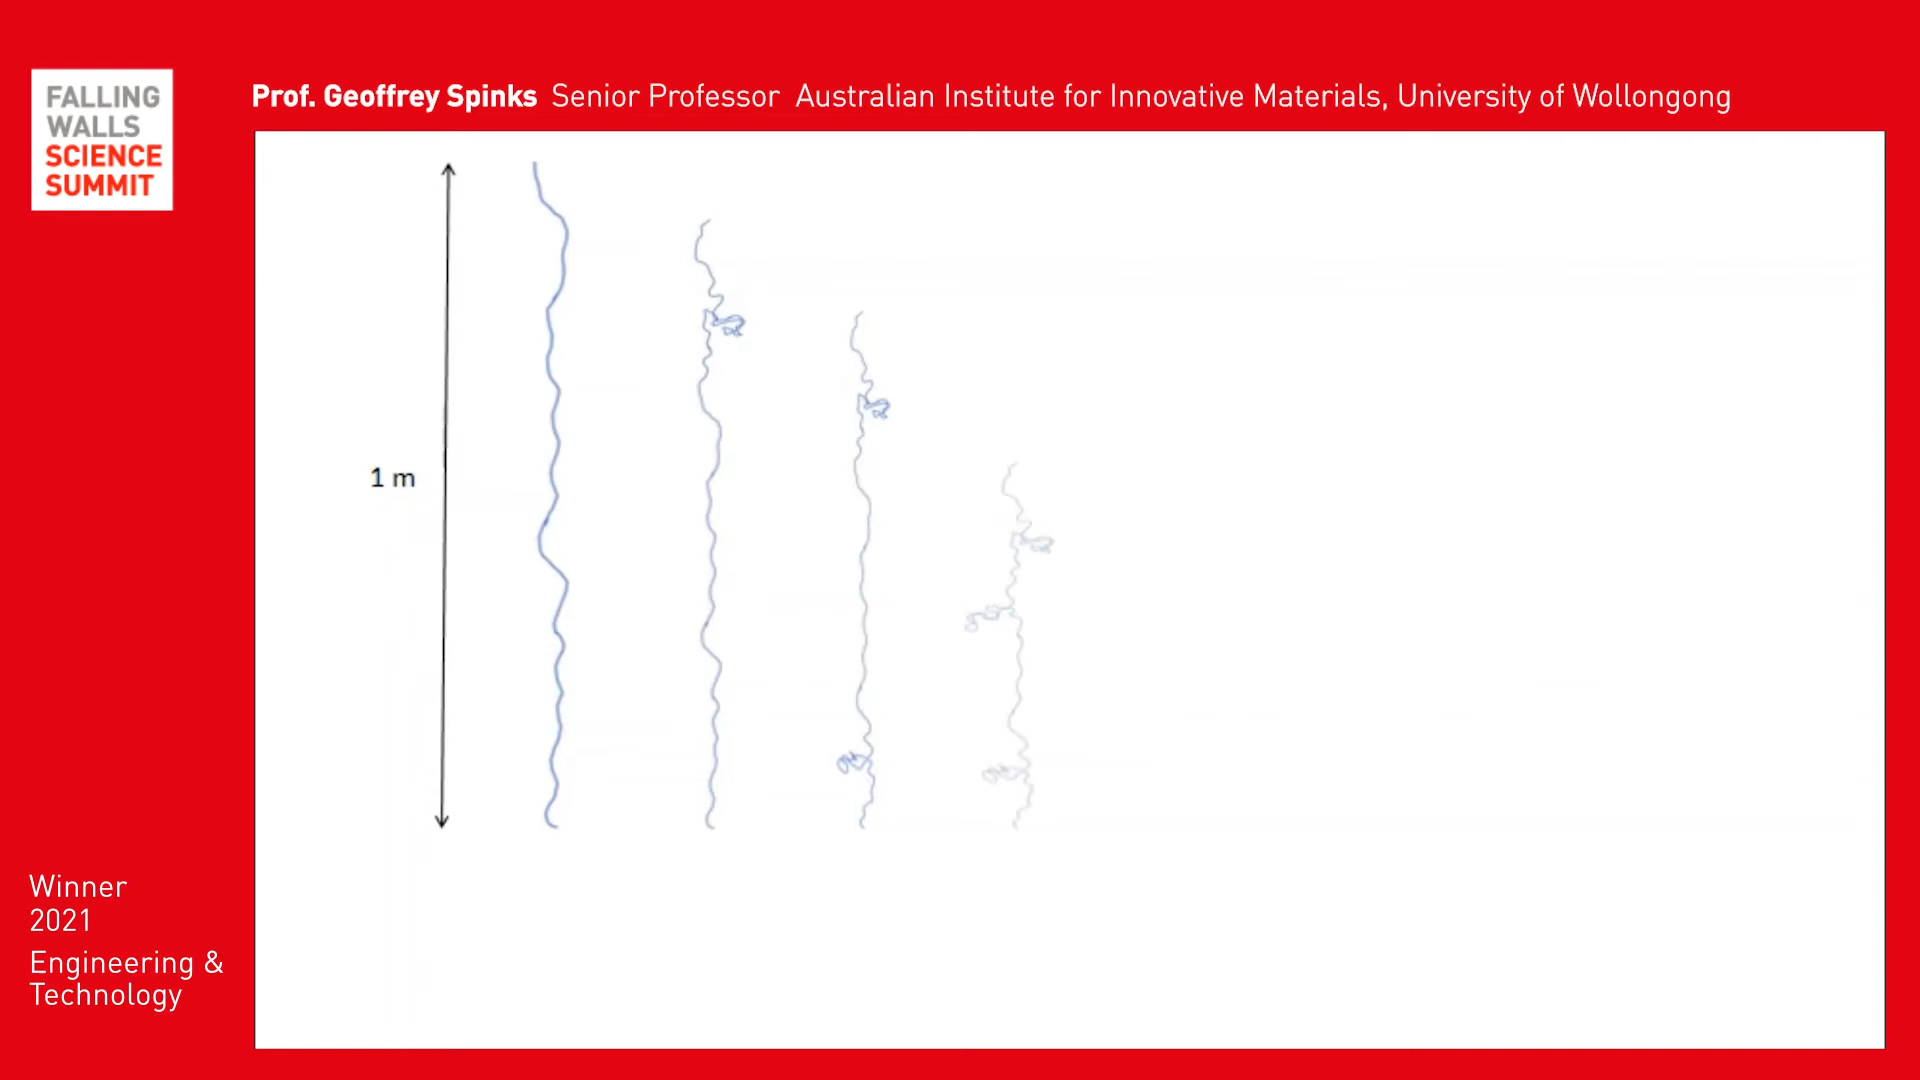 FALLING
WALLS
SCIENCE
SUMMIT
Prof. Geoffrey Spinks Senior Professor Australian Institute for Innovative Materials, University of Wollongong
1 m
Winner
2021
Engineering &
Technology